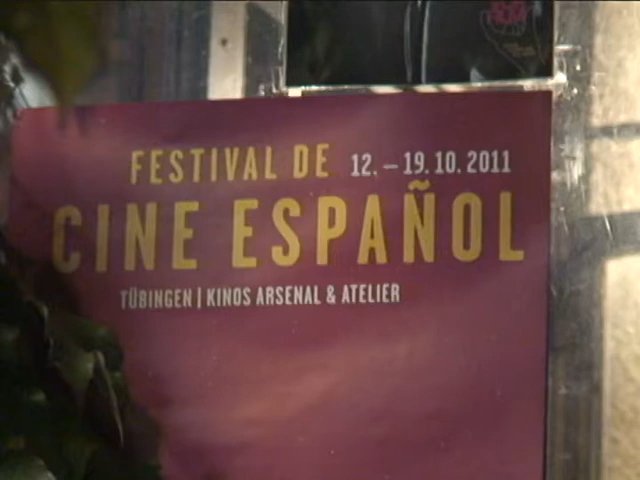 FESTIVAL DE 12. – 19. 10. 2011
CINE ESPAÑOL
TÜBINGEN | KINOS ARSENAL & ATELIER